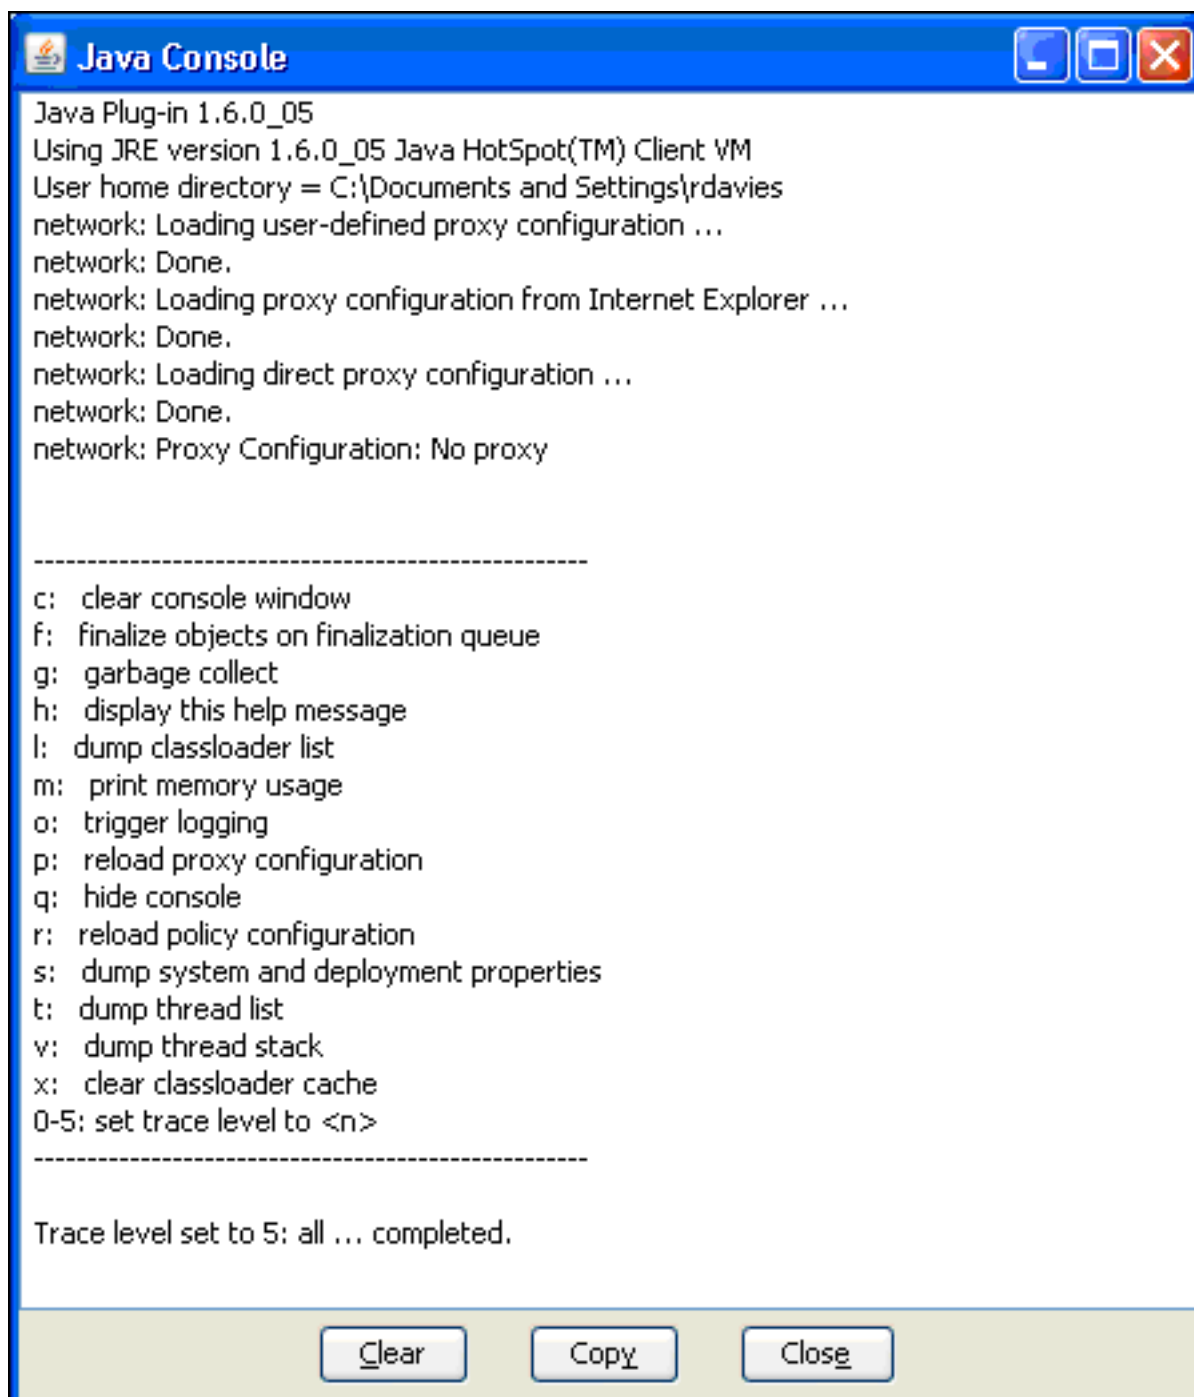 Java Console
Java Plug-in 1.6.0_05
Using JRE version 1.6.0_05 Java HotSpot(TM) Client VM
User home directory = C:\Documents and Settings\rdavies
network: Loading user-defined proxy configuration ...
network: Done.
network: Loading proxy configuration from Internet Explorer ...
network: Done.
network: Loading direct proxy configuration ...
network: Done.
network: Proxy Configuration: No proxy
----------------------------------------------------
c:   clear console window
f:   finalize objects on finalization queue
g:   garbage collect
h:   display this help message
l:   dump classloader list
m:   print memory usage
o:   trigger logging
p:   reload proxy configuration
q:   hide console
r:   reload policy configuration
s:   dump system and deployment properties
t:   dump thread list
v:   dump thread stack
x:   clear classloader cache
0-5: set trace level to <n>
----------------------------------------------------
Trace level set to 5: all ... completed.
Clear Copy Close